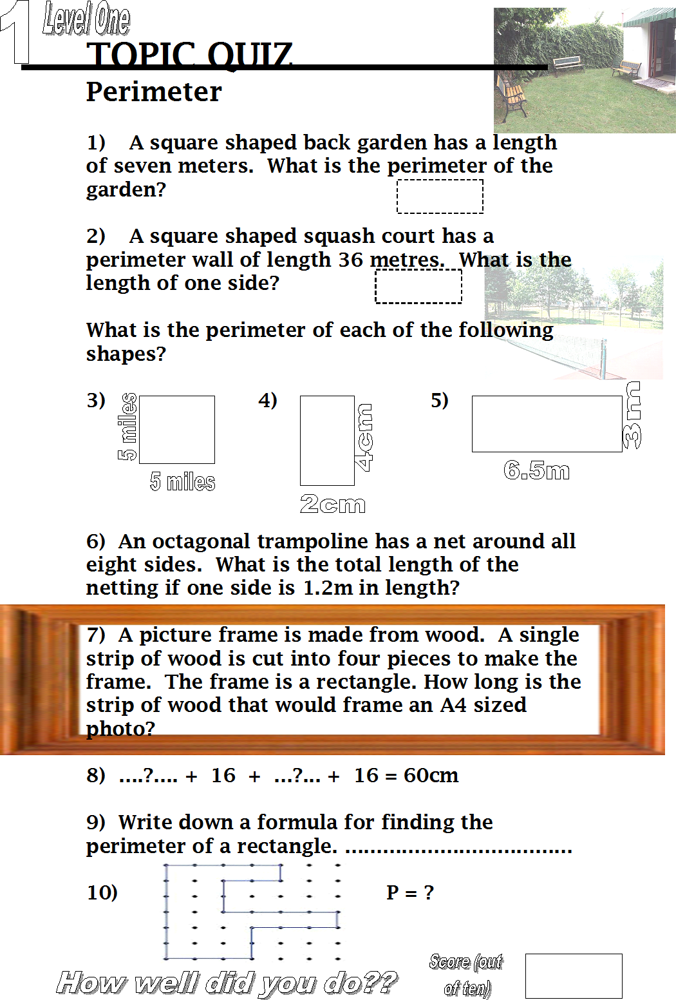 1 Level One
TOPIC QUIZ
Perimeter
1) A square shaped back garden has a length
of seven meters. What is the perimeter of the
garden?
2) A square shaped squash court has a
perimeter wall of length 36 metres. What is the
length of one side?
What is the perimeter of each of the following
shapes?
3) 5 miles
5 miles
4) 4cm
2cm
5) 3m
6.5m
6) An octagonal trampoline has a net around all
eight sides. What is the total length of the
netting if one side is 1.2m in length?
7) A picture frame is made from wood. A single
strip of wood is cut into four pieces to make the
frame. The frame is a rectangle. How long is the
strip of wood that would frame an A4 sized
photo?
8) ....?.... + 16 + ...?... + 16 = 60cm
9) Write down a formula for finding the
perimeter of a rectangle. ....................................
10) P = ?
How well did you do??
Score (out
of ten)